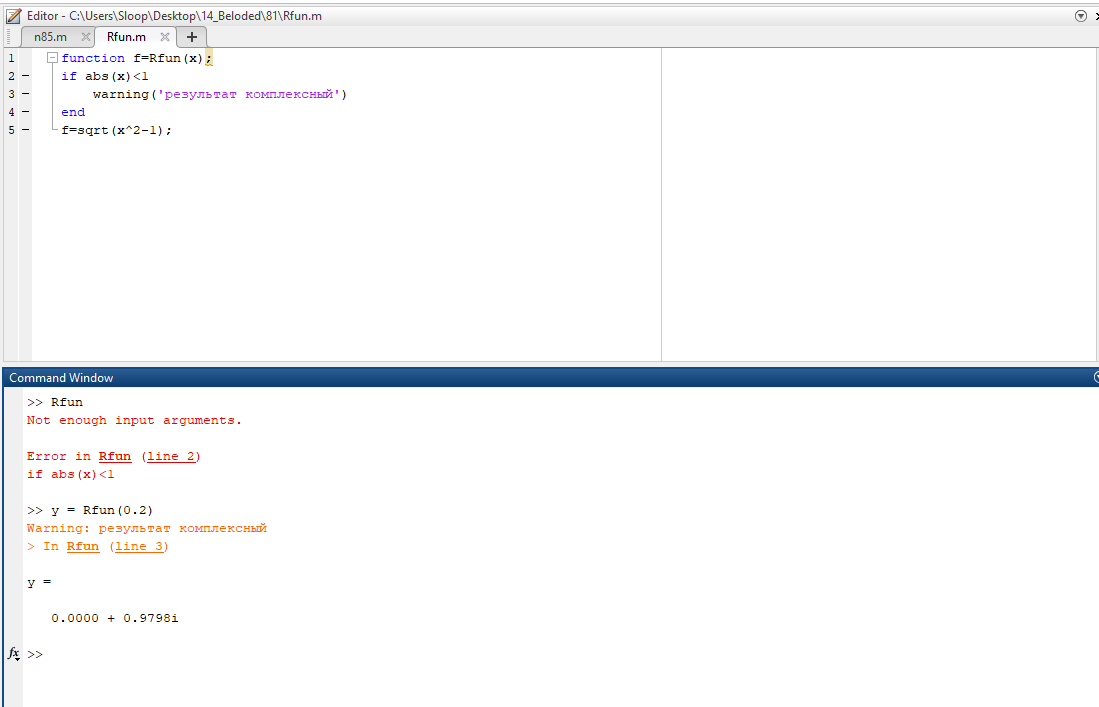 Editor - C:\Users\Sloop\Desktop\14_Beloded\81\Rfun.m
n85.m Rfun.m +
1 function f=Rfun(x);
2 if abs(x)<1
3 warning('результат комплексный')
4 end
5 f=sqrt(x^2-1);
Command Window
>> Rfun
Not enough input arguments.
Error in Rfun (line 2)
if abs(x)<1
>> y = Rfun(0.2)
Warning: результат комплексный
> In Rfun (line 3)
y =
0.0000 + 0.9798i
fx >>